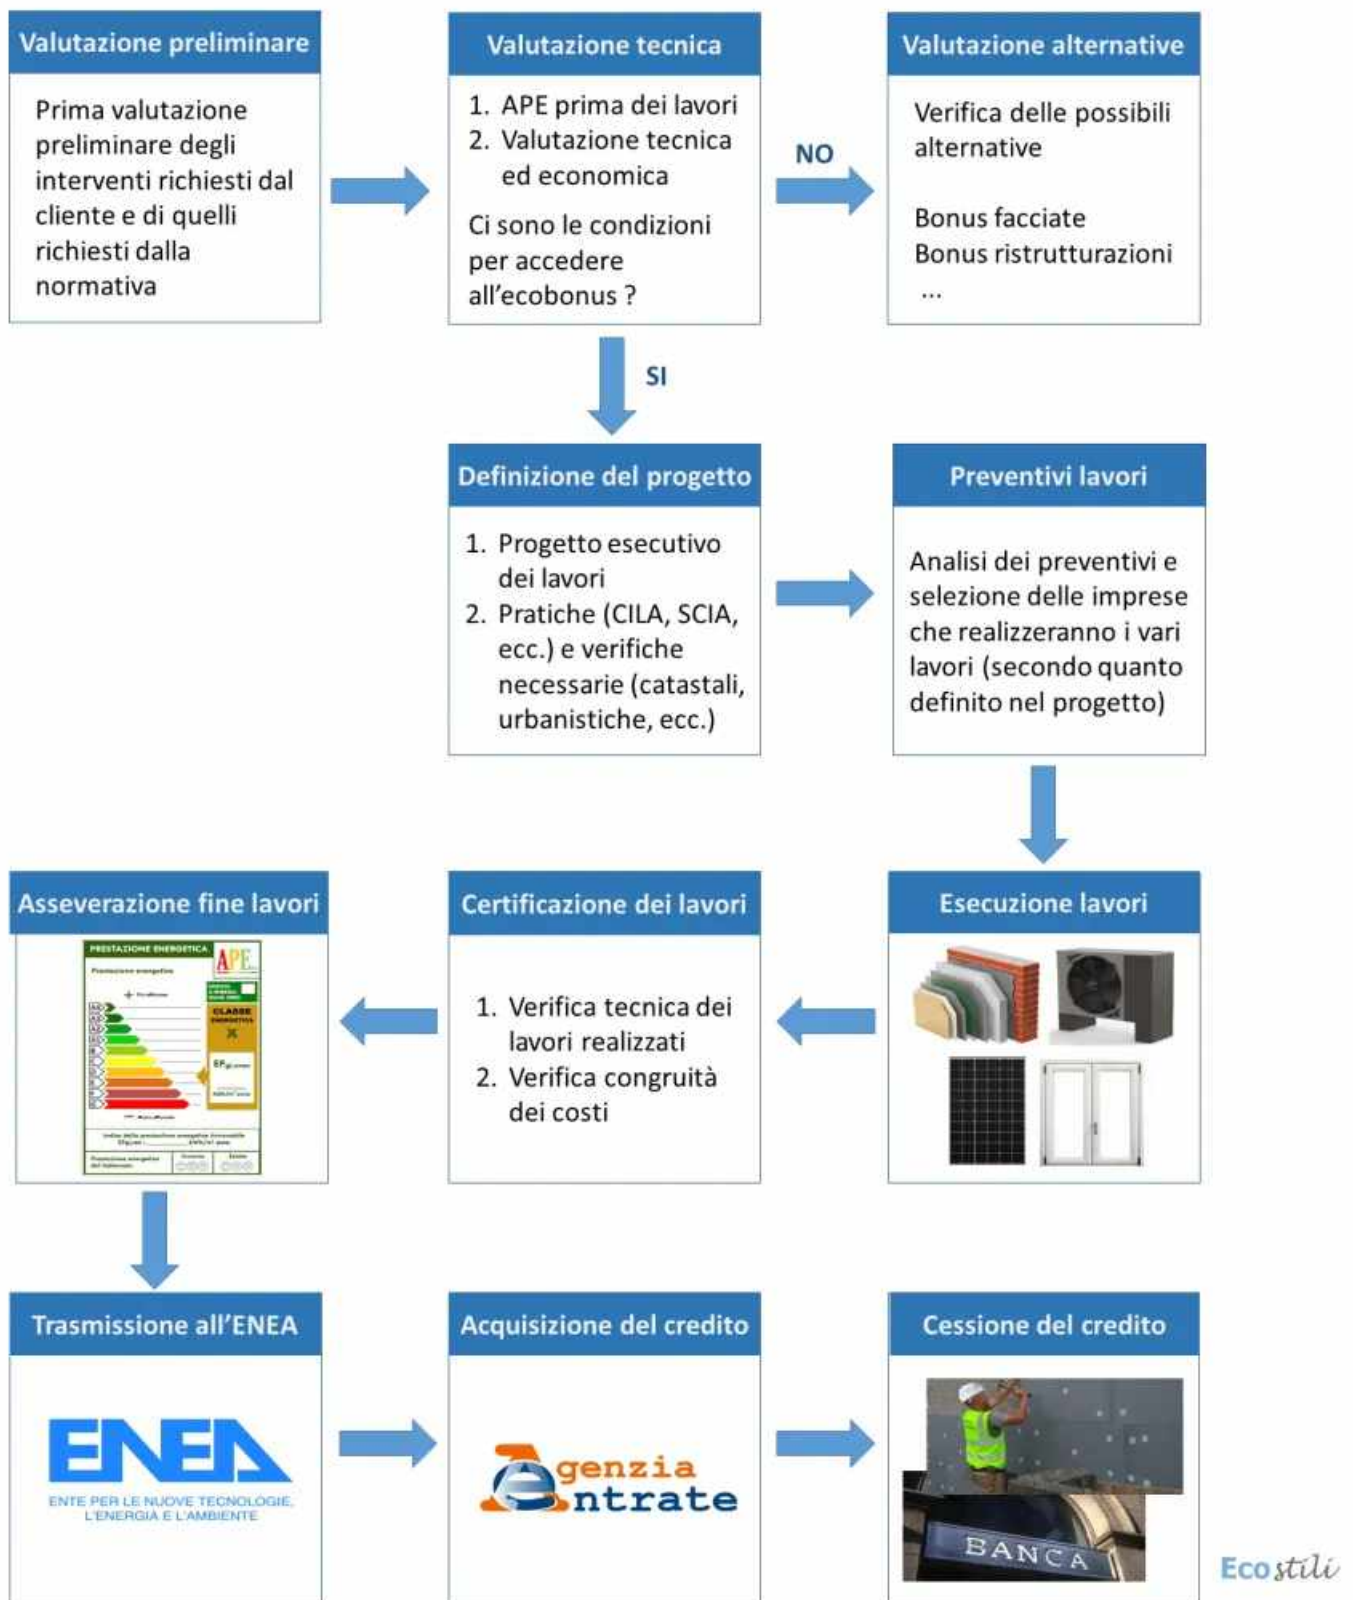 Valutazione preliminare
Prima valutazione
preliminare degli
interventi richiesti dal
cliente e di quelli
richiesti dalla
normativa
Valutazione tecnica
1. APE prima dei lavori
2. Valutazione tecnica
ed economica
Ci sono le condizioni
per accedere
all'ecobonus ?
NO
Valutazione alternative
Verifica delle possibili
alternative
Bonus facciate
Bonus ristrutturazioni
...
SI
Definizione del progetto
1. Progetto esecutivo
dei lavori
2. Pratiche (CILA, SCIA,
ecc.) e verifiche
necessarie (catastali,
urbanistiche, ecc.)
Preventivi lavori
Analisi dei preventivi e
selezione delle imprese
che realizzeranno i vari
lavori (secondo quanto
definito nel progetto)
Esecuzione lavori
Certificazione dei lavori
1. Verifica tecnica dei
lavori realizzati
2. Verifica congruità
dei costi
Asseverazione fine lavori
PRESTAZIONE ENERGETICA
APE
Prestazione energetica
CLASSE
ENERGETICA
X
Trasmissione all'ENEA
ENEA
ENTE PER LE NUOVE TECNOLOGIE,
L'ENERGIA E L'AMBIENTE
Acquisizione del credito
Agenzia
entrate
Cessione del credito
BANCA
Ecostili